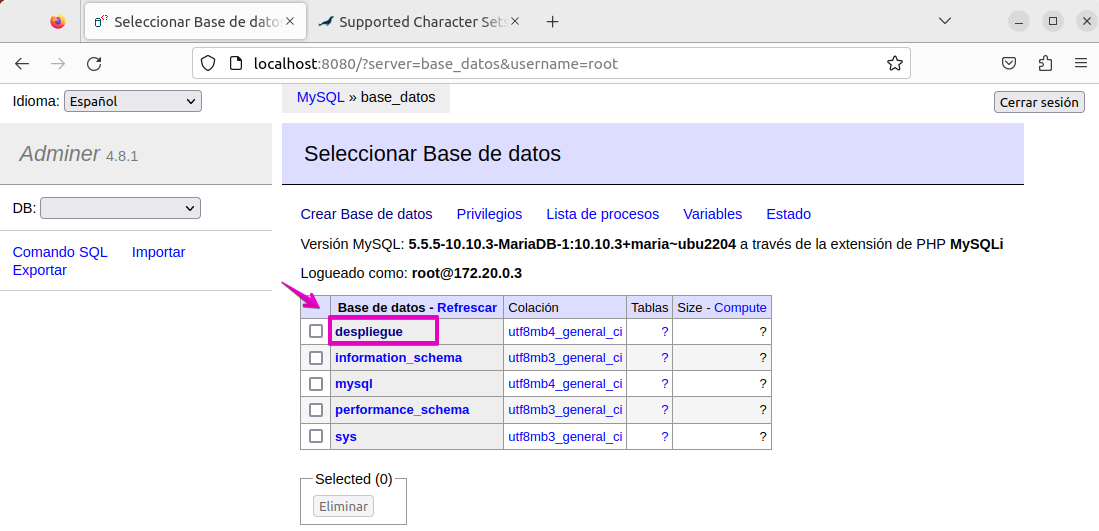 Seleccionar Base de dato
Supported Character Sets
localhost:8080/?server=base_datos&username=root
Idioma: Español
MySQL » base_datos
Cerrar sesión
Adminer 4.8.1
Seleccionar Base de datos
DB:
Crear Base de datos Privilegios Lista de procesos Variables Estado
Versión MySQL: 5.5.5-10.10.3-MariaDB-1:10.10.3+maria~ubu2204 a través de la extensión de PHP MySQLi
Comando SQL Importar
Exportar
Logueado como: root@172.20.0.3
Base de datos - Refrescar Colación Tablas Size - Compute
despliegue utf8mb4_general_ci ? ?
information_schema utf8mb3_general_ci ? ?
mysql utf8mb4_general_ci ? ?
performance_schema utf8mb3_general_ci ? ?
sys utf8mb3_general_ci ? ?
Selected (0)
Eliminar